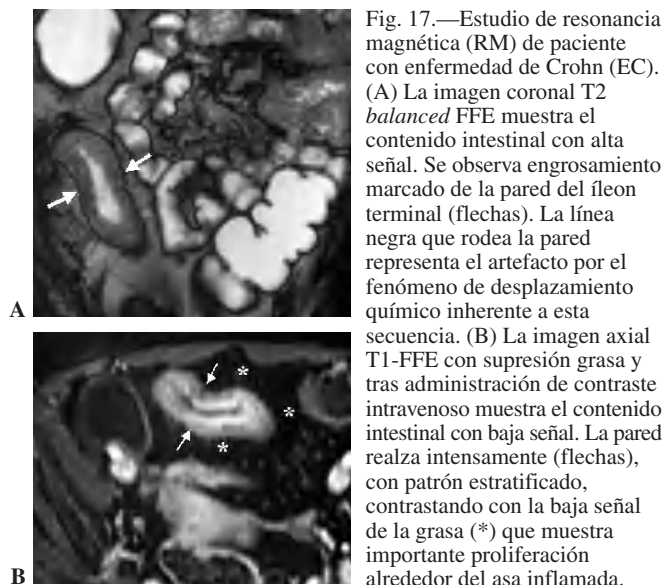 Fig. 17.—Estudio de resonancia
magnética (RM) de paciente
con enfermedad de Crohn (EC).
(A) La imagen coronal T2
balanced FFE muestra el
contenido intestinal con alta
señal. Se observa engrosamiento
marcado de la pared del íleon
terminal (flechas). La línea
negra que rodea la pared
representa el artefacto por el
fenómeno de desplazamiento
químico inherente a esta
secuencia. (B) La imagen axial
T1-FFE con supresión grasa y
tras administración de contraste
intravenoso muestra el contenido
intestinal con baja señal. La pared
realza intensamente (flechas),
con patrón estratificado,
contrastando con la baja señal
de la grasa (*) que muestra
importante proliferación
alrededor del asa inflamada.
A
* * *
B